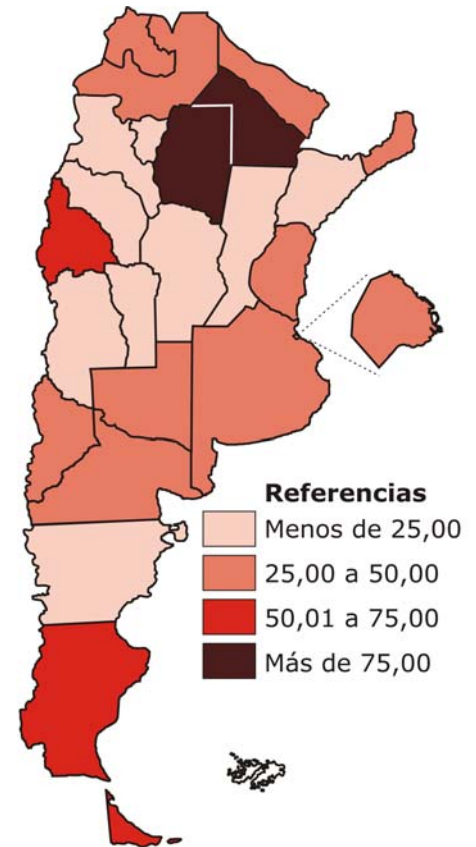 Referencias
Menos de 25,00
25,00 a 50,00
50,01 a 75,00
Más de 75,00